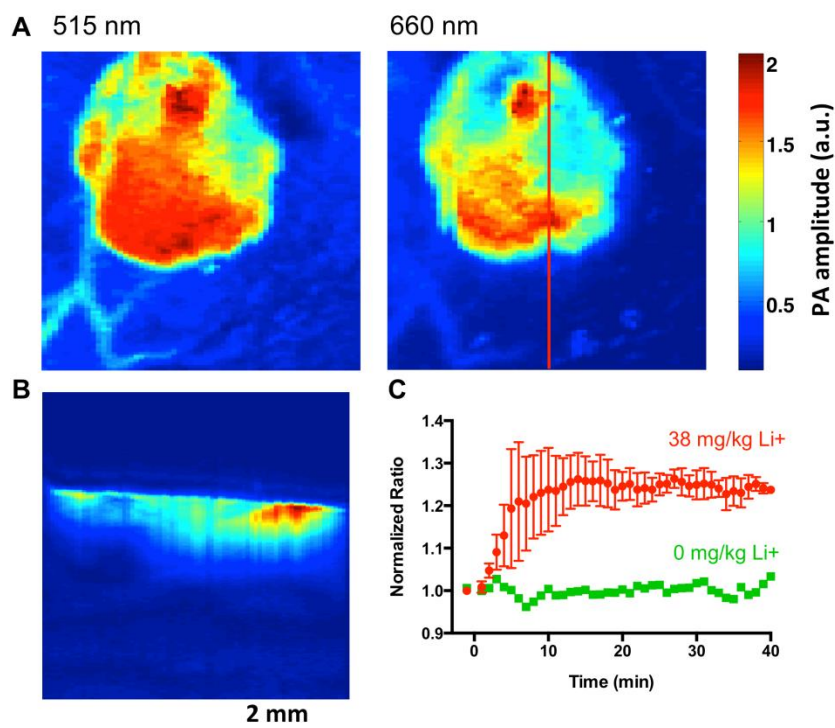 A
515 nm
660 nm
2
1.5
1
0.5
PA amplitude (a.u.)
B
2 mm
C
1.4
1.3
1.2
1.1
1.0
0.9
Normalized Ratio
38 mg/kg Li+
0 mg/kg Li+
0
10
20
30
40
Time (min)